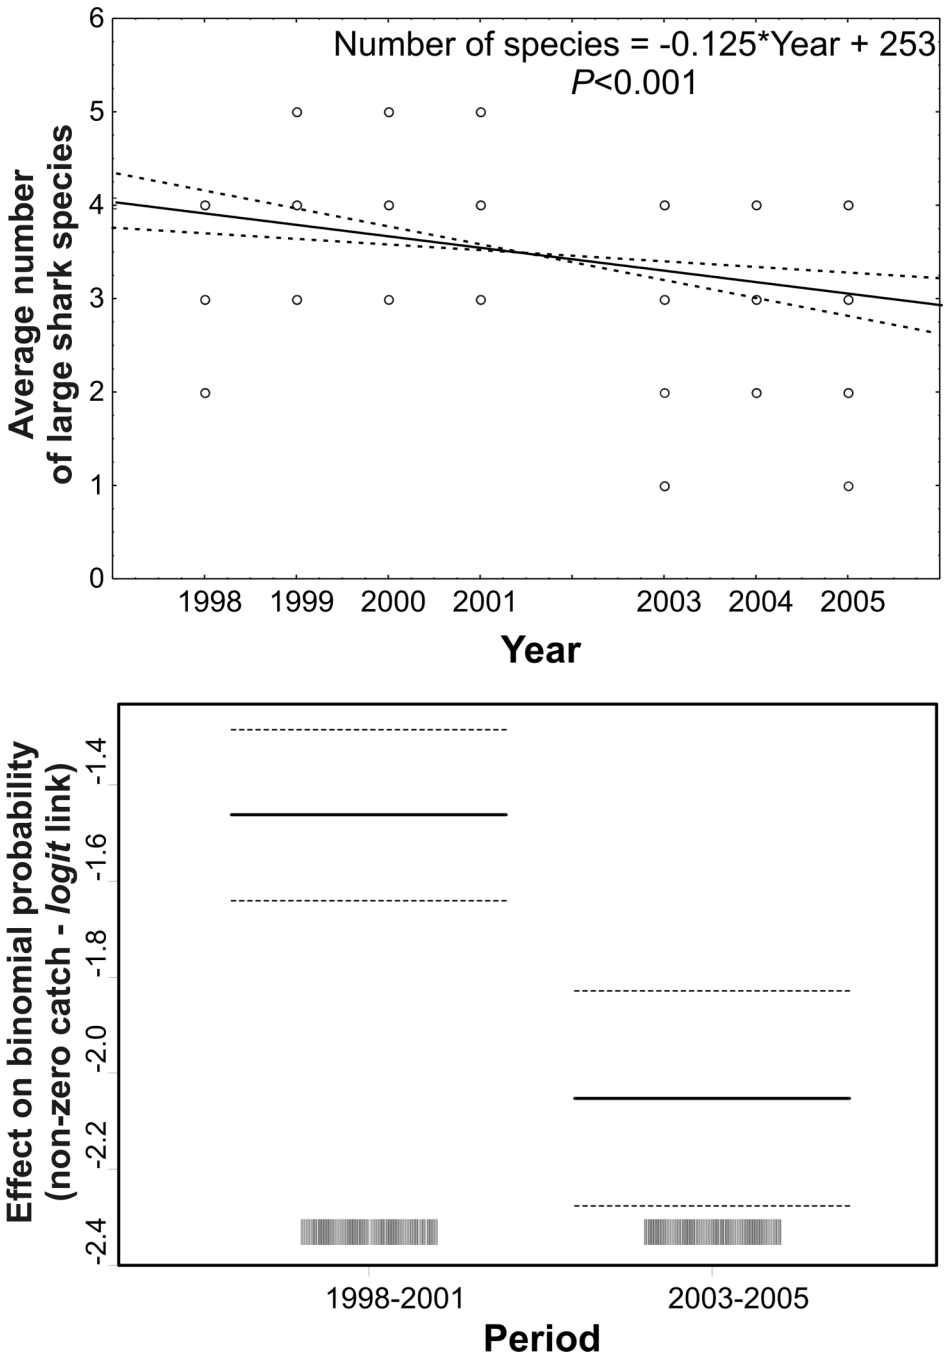 Number of species = -0.125*Year + 253
P<0.001
Average number
of large shark species
6
5
4
3
2
1
0
1998 1999 2000 2001 2003 2004 2005
Year
Effect on binomial probability
(non-zero catch - logit link)
-1.4
-1.6
-1.8
-2.0
-2.2
-2.4
1998-2001 2003-2005
Period